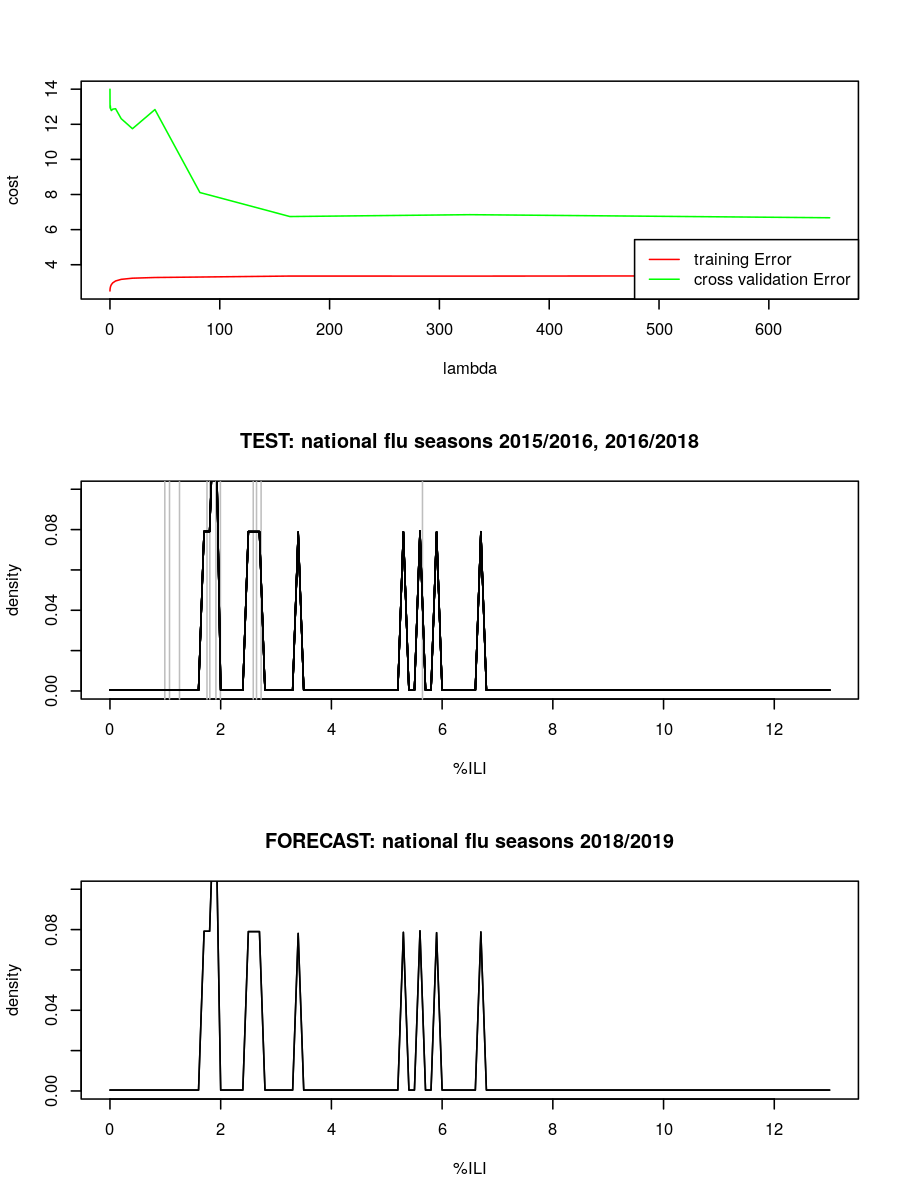 14
12
10
8
6
4
cost
training Error
cross validation Error
0 100 200 300 400 500 600
lambda
TEST: national flu seasons 2015/2016, 2016/2018
0.08
0.04
0.00
density
0 2 4 6 8 10 12
%ILI
FORECAST: national flu seasons 2018/2019
0.08
0.04
0.00
density
0 2 4 6 8 10 12
%ILI